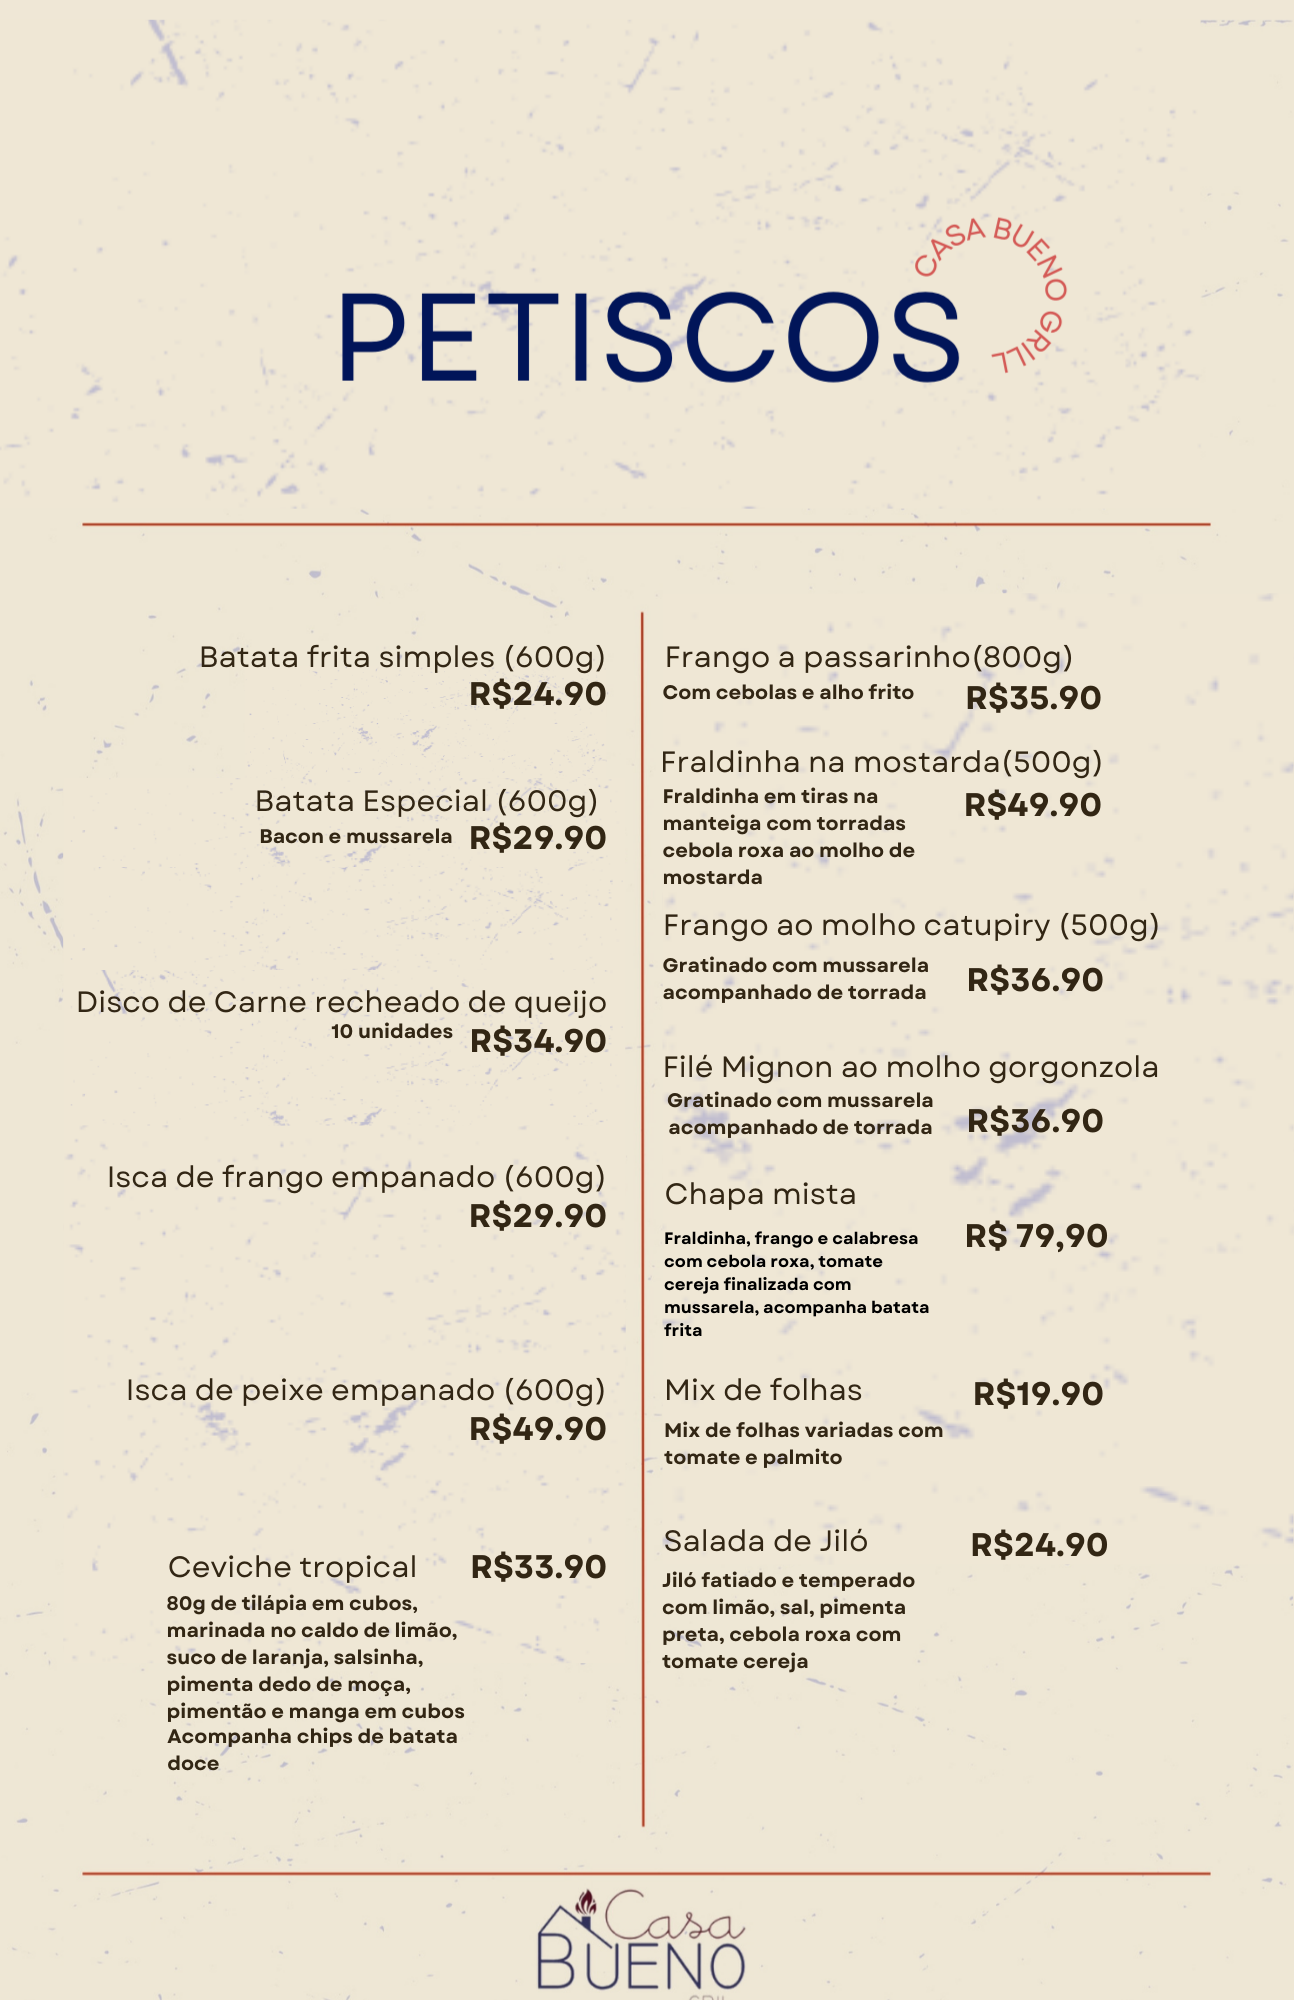 CASA BUENO GRILL
PETISCOS
Batata frita simples (600g)
R$24.90
Batata Especial (600g)
Bacon e mussarela R$29.90
Disco de Carne recheado de queijo
10 unidades R$34.90
Isca de frango empanado (600g)
R$29.90
Isca de peixe empanado (600g)
R$49.90
Ceviche tropical R$33.90
80g de tilápia em cubos,
marinada no caldo de limão,
suco de laranja, salsinha,
pimenta dedo de moça,
pimentão e manga em cubos
Acompanha chips de batata
doce
Frango a passarinho(800g)
Com cebolas e alho frito R$35.90
Fraldinha na mostarda(500g)
Fraldinha em tiras na R$49.90
manteiga com torradas
cebola roxa ao molho de
mostarda
Frango ao molho catupiry (500g)
Gratinado com mussarela R$36.90
acompanhado de torrada
Filé Mignon ao molho gorgonzola
Gratinado com mussarela
acompanhado de torrada R$36.90
Chapa mista
R$ 79,90
Fraldinha, frango e calabresa
com cebola roxa, tomate
cereja finalizada com
mussarela, acompanha batata
frita
Mix de folhas R$19.90
Mix de folhas variadas com
tomate e palmito
Salada de Jiló R$24.90
Jiló fatiado e temperado
com limão, sal, pimenta
preta, cebola roxa com
tomate cereja
Casa
BUENO